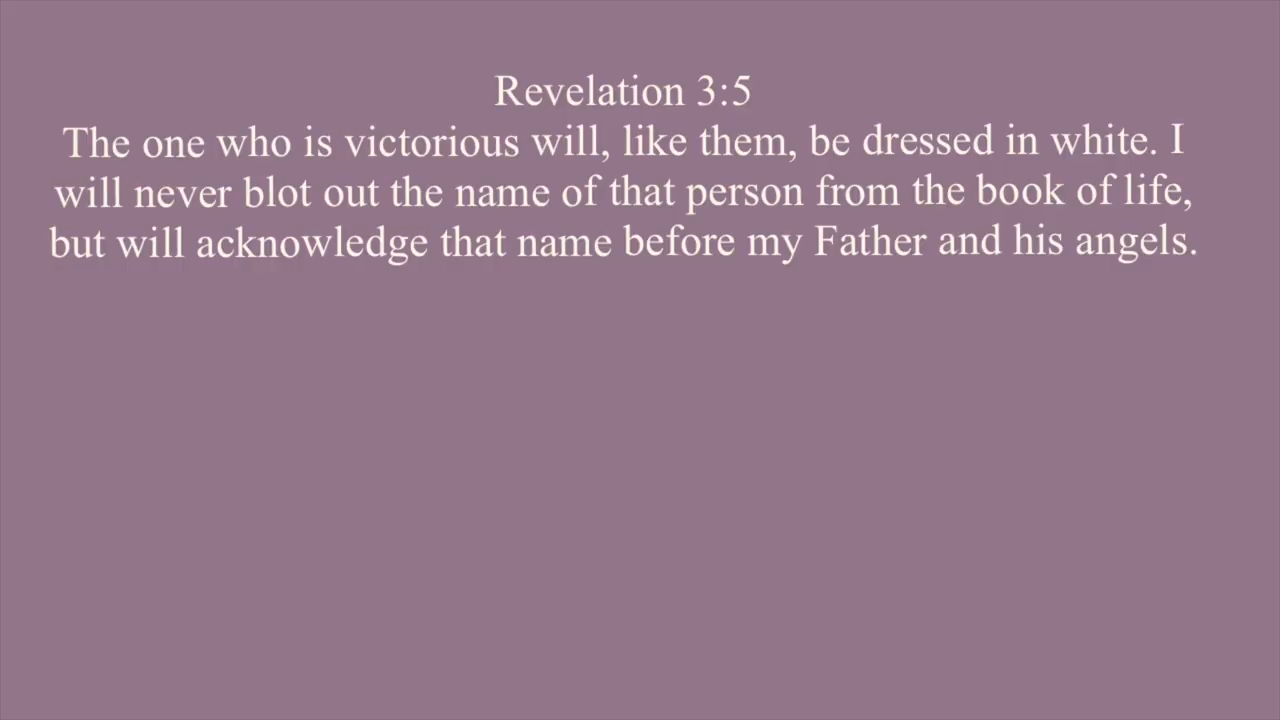 Revelation 3:5
The one who is victorious will, like them, be dressed in white. I
will never blot out the name of that person from the book of life,
but will acknowledge that name before my Father and his angels.